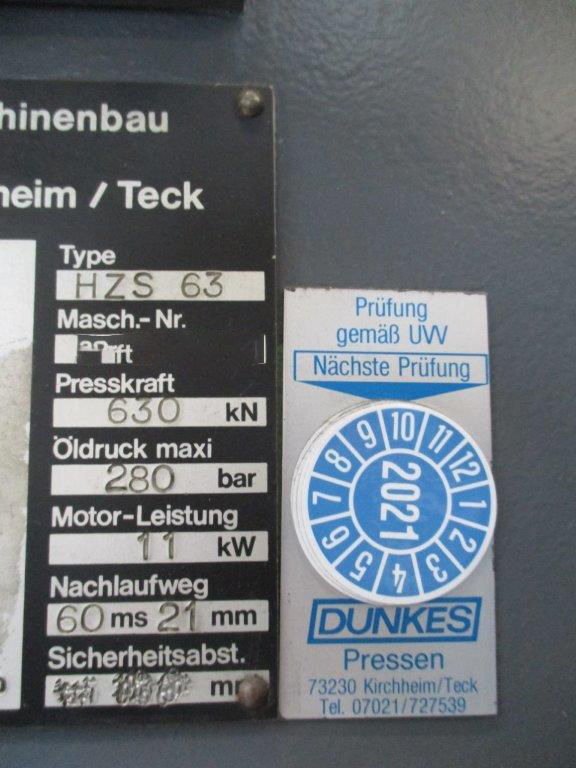 hinenbau
heim / Teck
Type
HZS 63
Masch.-Nr.
Presskraft
630 kN
Öldruck maxi
280 bar
Motor-Leistung
11 kW
Nachlaufweg
60 ms 21 mm
Sicherheitsabst.
Prüfung
gemäß UVV
Nächste Prüfung
1 2 3 4 5 6 7 8 9 10 11 12
2021
DUNKES
Pressen
73230 Kirchheim/Teck
Tel. 07021/727539